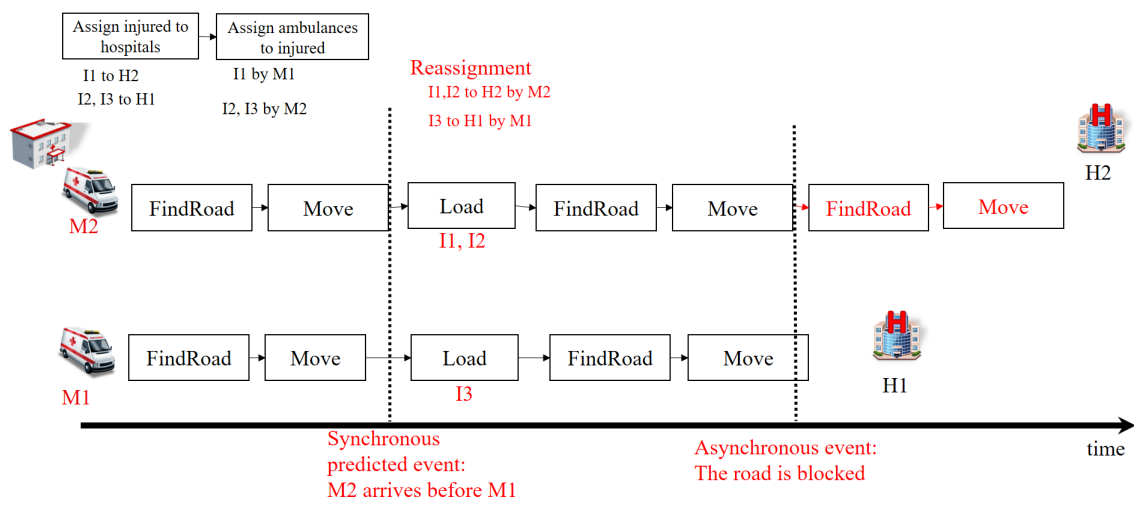 Assign injured to
hospitals
Assign ambulances
to injured
I1 to H2
I2, I3 to H1
I1 by M1
I2, I3 by M2
Reassignment
I1,I2 to H2 by M2
I3 to H1 by M1
H
H2
M2
FindRoad
Move
Load
FindRoad
Move
FindRoad
Move
I1, I2
M1
FindRoad
Move
Load
FindRoad
Move
H
H1
I3
time
Synchronous
predicted event:
M2 arrives before M1
Asynchronous event:
The road is blocked